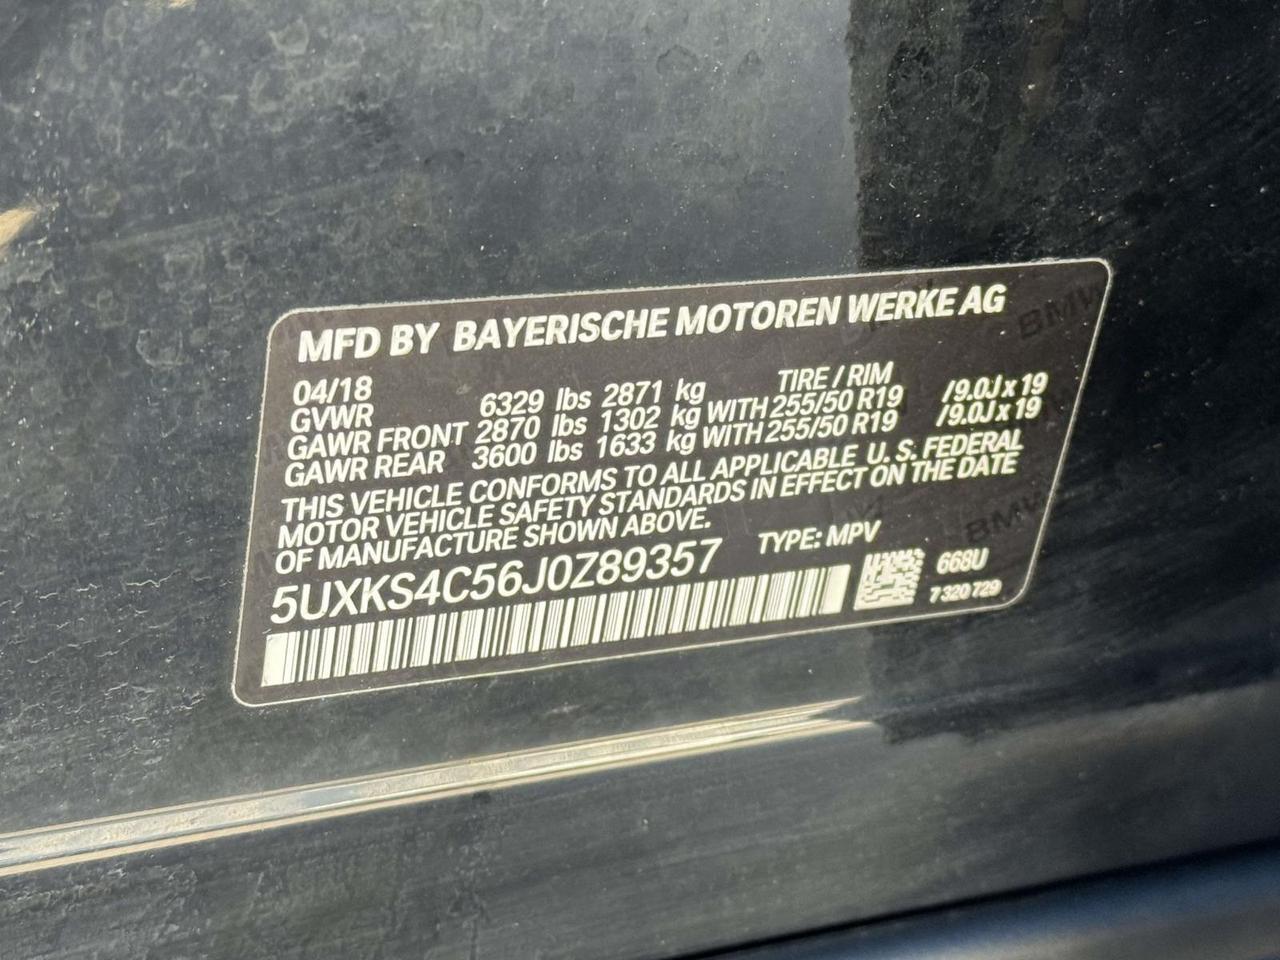 MFD BY BAYERISCHE MOTOREN WERKE AG
04/18 TIRE / RIM
GVWR 6329 lbs 2871 kg
GAWR FRONT 2870 lbs 1302 kg WITH 255/50 R19 /9.0J x 19
GAWR REAR 3600 lbs 1633 kg WITH 255/50 R19 /9.0J x 19
THIS VEHICLE CONFORMS TO ALL APPLICABLE U. S. FEDERAL
MOTOR VEHICLE SAFETY STANDARDS IN EFFECT ON THE DATE
OF MANUFACTURE SHOWN ABOVE.
5UXKS4C56J0Z89357 TYPE: MPV
668U
7 320 729
BMW
BMW